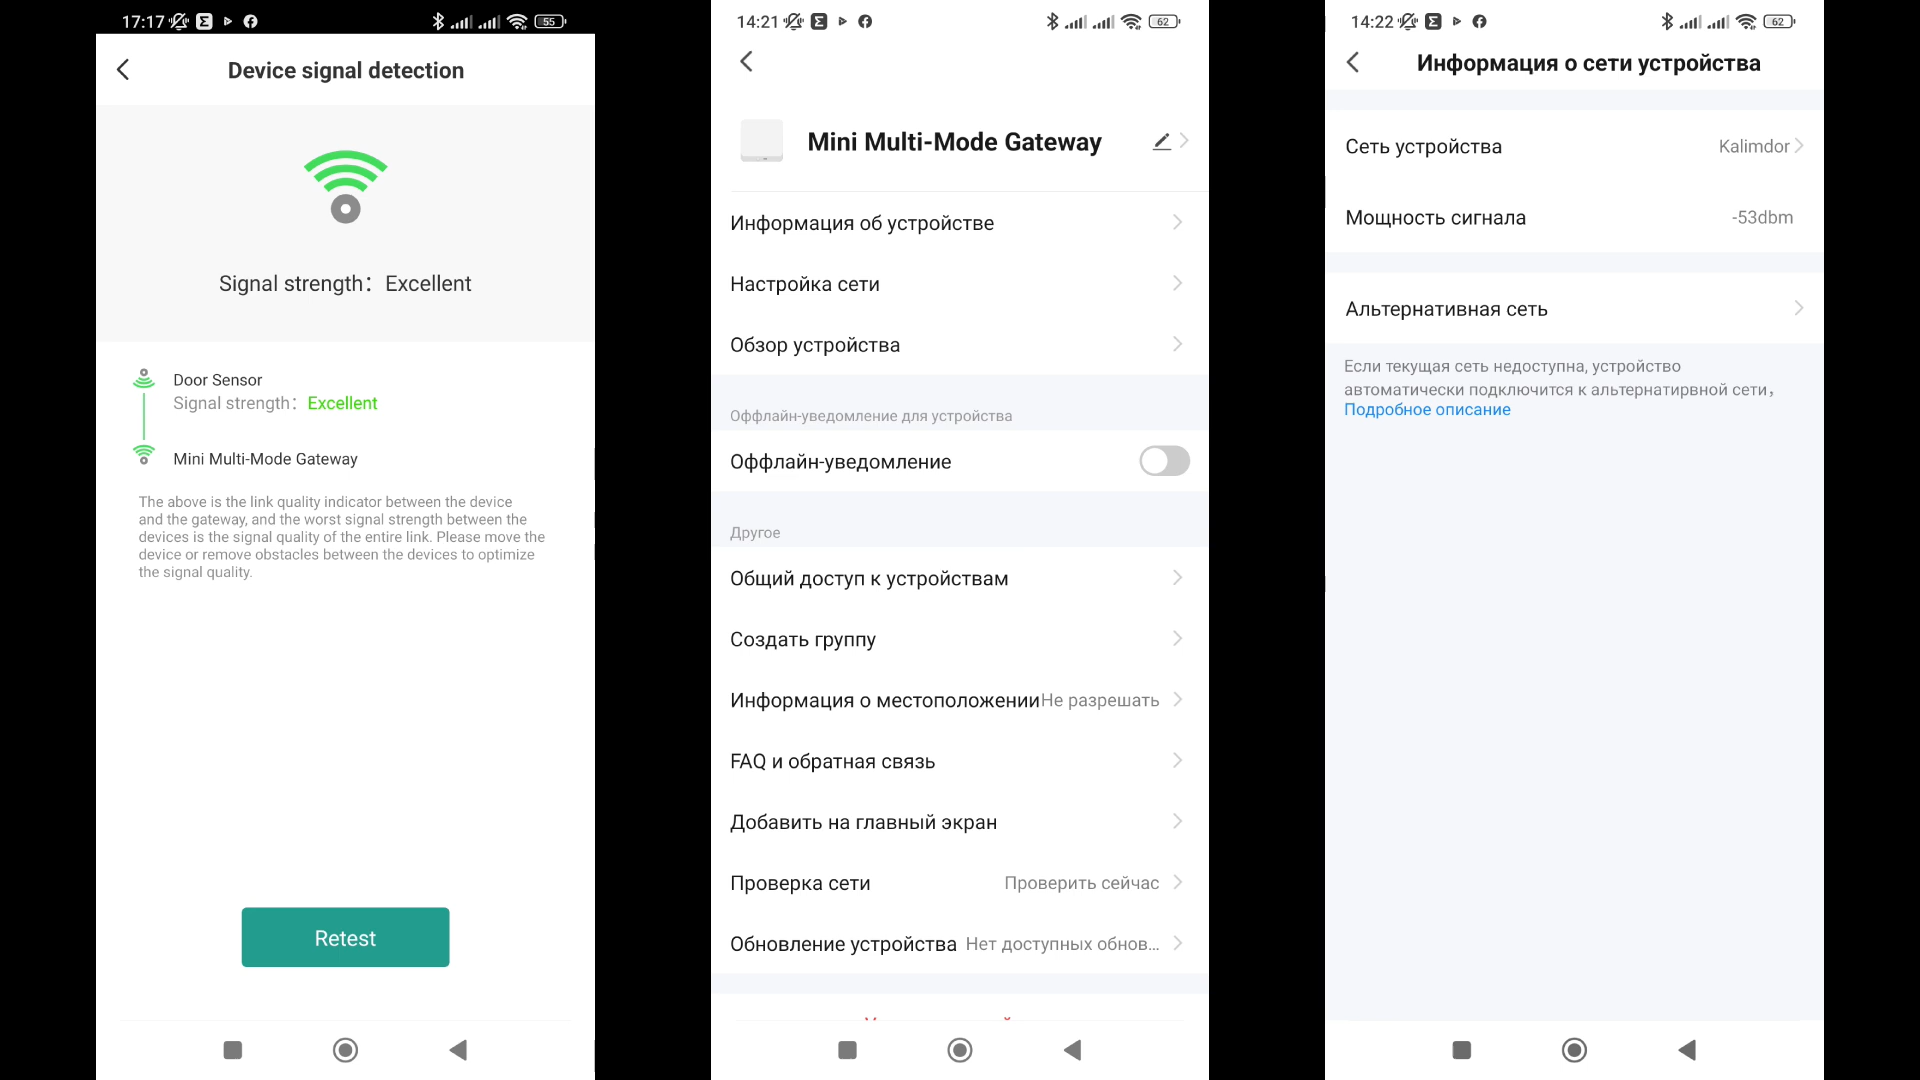 17:17
55
Device signal detection
Signal strength： Excellent
Door Sensor
Signal strength： Excellent
Mini Multi-Mode Gateway
The above is the link quality indicator between the device
and the gateway, and the worst signal strength between the
devices is the signal quality of the entire link. Please move the
device or remove obstacles between the devices to optimize
the signal quality.
Retest
14:21
62
Mini Multi-Mode Gateway
Информация об устройстве
Настройка сети
Обзор устройства
Оффлайн-уведомление для устройства
Оффлайн-уведомление
Другое
Общий доступ к устройствам
Создать группу
Информация о местоположении Не разрешать
FAQ и обратная связь
Добавить на главный экран
Проверка сети Проверить сейчас
Обновление устройства Нет доступных обнов...
14:22
62
Информация о сети устройства
Сеть устройства Kalimdor
Мощность сигнала -53dbm
Альтернативная сеть
Если текущая сеть недоступна, устройство
автоматически подключится к альтернатирвной сети，
Подробное описание